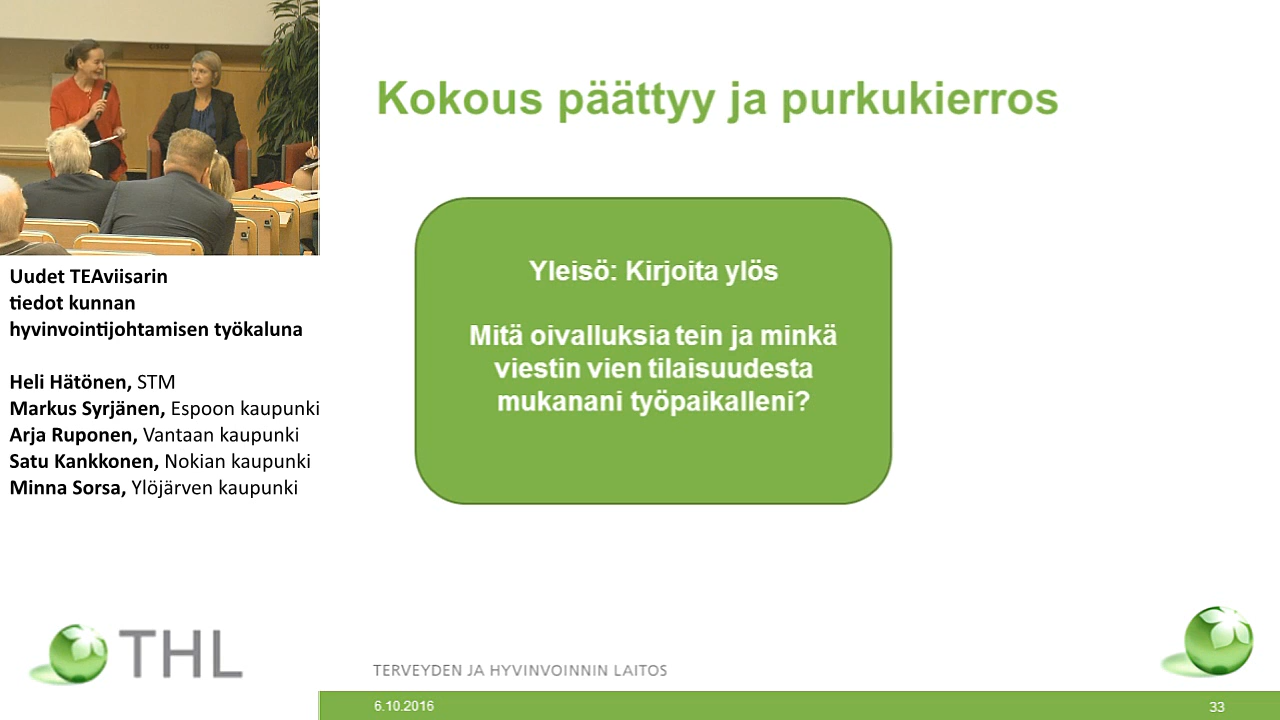 Uudet TEAviisarin
tiedot kunnan
hyvinvointijohtamisen työkaluna
Heli Hätönen, STM
Markus Syrjänen, Espoon kaupunki
Arja Ruponen, Vantaan kaupunki
Satu Kankkonen, Nokian kaupunki
Minna Sorsa, Ylöjärven kaupunki
THL
Kokous päättyy ja purkukierros
Yleisö: Kirjoita ylös
Mitä oivalluksia tein ja minkä
viestin vien tilaisuudesta
mukanani työpaikalleni?
TERVEYDEN JA HYVINVOINNIN LAITOS
6.10.2016
33